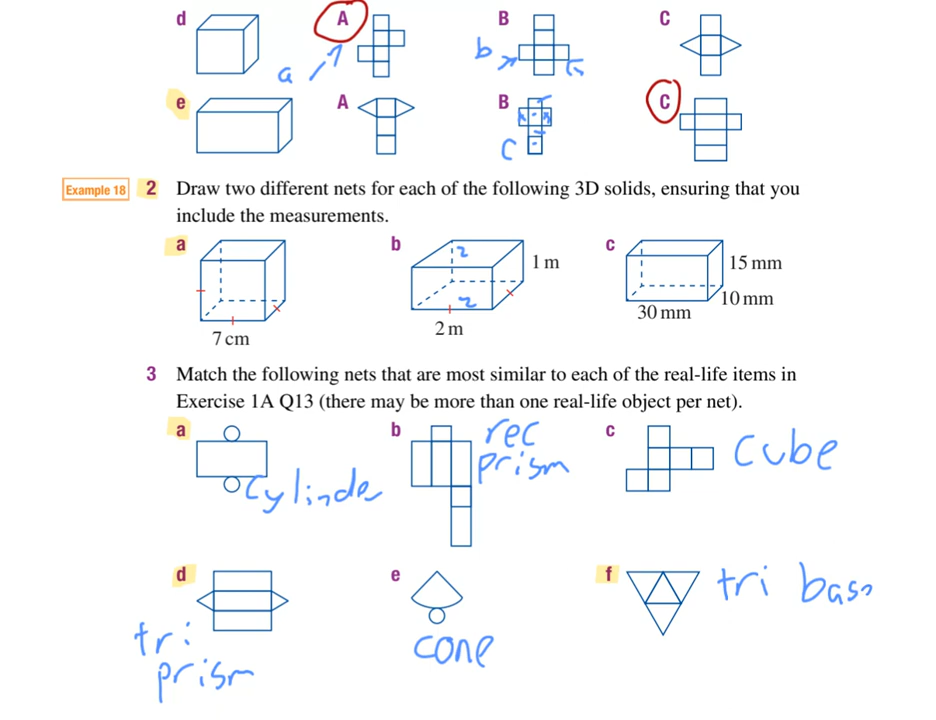 d A B C
a b
e A B C
C
Example 18 2 Draw two different nets for each of the following 3D solids, ensuring that you
include the measurements.
a b c
2
1 m 15 mm
2 10 mm
30 mm
7 cm 2 m
3 Match the following nets that are most similar to each of the real-life items in
Exercise 1A Q13 (there may be more than one real-life object per net).
a b rec c
prism cube
cylinde
d e f tri bas
tri
prism cone